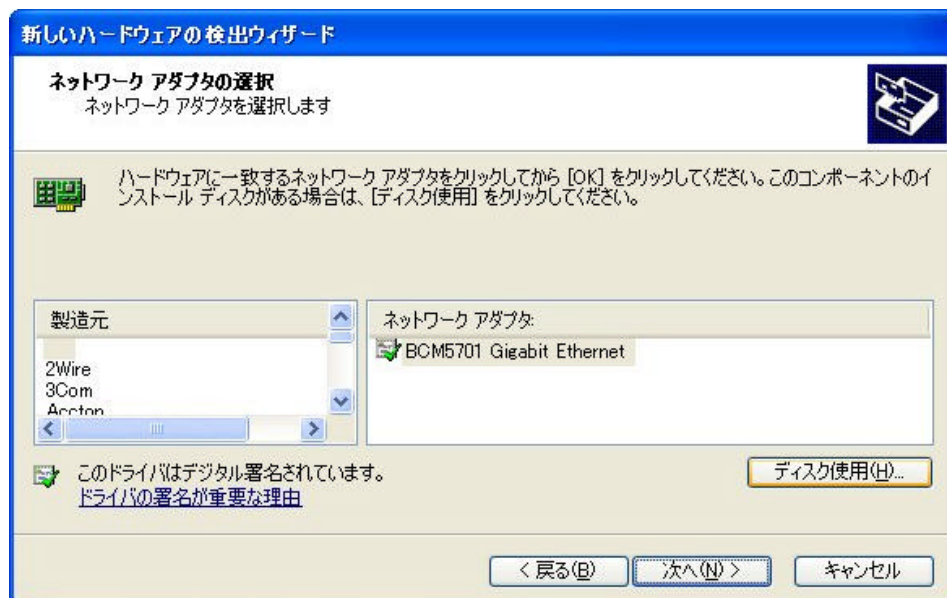 新しいハードウェアの検出ウィザード
ネットワーク アダプタの選択
ネットワーク アダプタを選択します
ハードウェアに一致するネットワーク アダプタをクリックしてから [OK] をクリックしてください。このコンポーネントのイ
ンストール ディスクがある場合は、[ディスク使用] をクリックしてください。
製造元
2Wire
3Com
Accton
ネットワーク アダプタ:
BCM5701 Gigabit Ethernet
このドライバはデジタル署名されています。
ドライバの署名が重要な理由
ディスク使用(H)...
< 戻る(B)
次へ(N) >
キャンセル